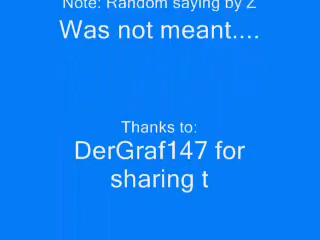 Note: Random saying by Z
Was not meant....
Thanks to:
DerGraf147 for
sharing t